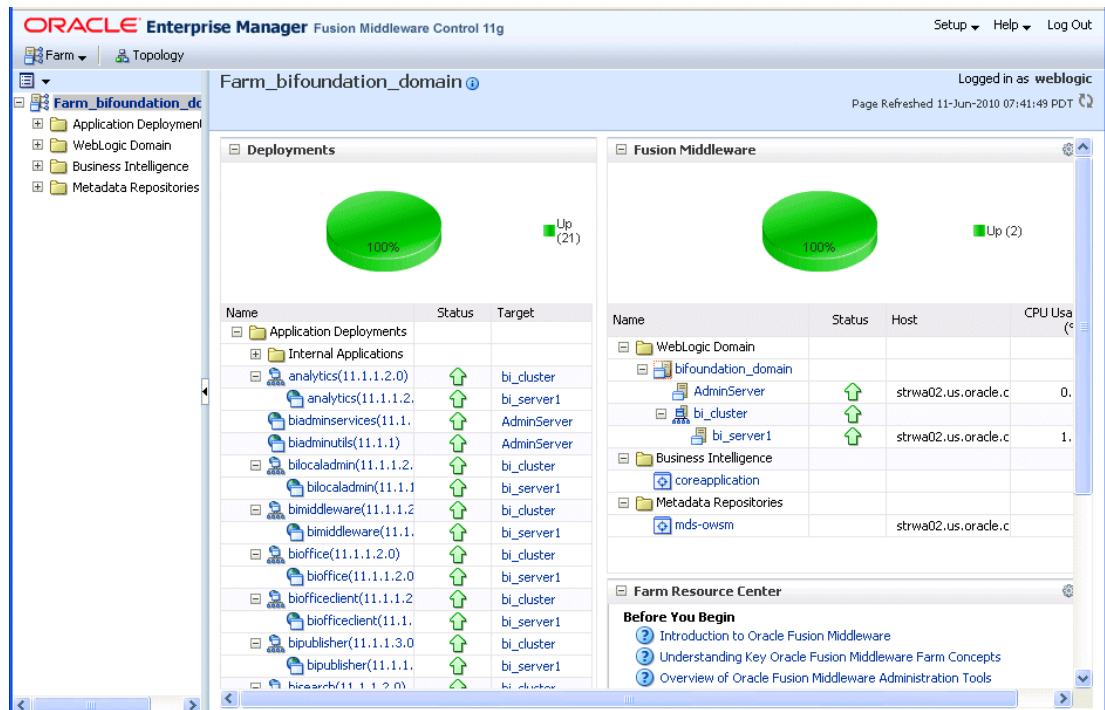 ORACLE Enterprise Manager Fusion Middleware Control 11g
Setup Help Log Out
Farm Topology
Farm_bifoundation_dc
Application Deployment
WebLogic Domain
Business Intelligence
Metadata Repositories
Farm_bifoundation_domain
Logged in as weblogic
Page Refreshed 11-Jun-2010 07:41:49 PDT
Deployments
100%
Up
(21)
Name Status Target
Application Deployments
Internal Applications
analytics(11.1.1.2.0) bi_cluster
analytics(11.1.1.2. bi_server1
biadminservices(11.1. AdminServer
biadminutils(11.1.1) AdminServer
bilocaladmin(11.1.1.2. bi_cluster
bilocaladmin(11.1.1 bi_server1
bimiddleware(11.1.1.2 bi_cluster
bimiddleware(11.1. bi_server1
bioffice(11.1.1.2.0) bi_cluster
bioffice(11.1.1.2.0 bi_server1
biofficeclient(11.1.1.2 bi_cluster
biofficeclient(11.1. bi_server1
bipublisher(11.1.1.3.0 bi_cluster
bipublisher(11.1.1. bi_server1
bisearch(11.1.1.2.0) bi_cluster
Fusion Middleware
100%
Up (2)
Name Status Host CPU Usa
(%
WebLogic Domain
bifoundation_domain
AdminServer strwa02.us.oracle.c 0.
bi_cluster
bi_server1 strwa02.us.oracle.c 1.
Business Intelligence
coreapplication
Metadata Repositories
mds-owsm strwa02.us.oracle.c
Farm Resource Center
Before You Begin
Introduction to Oracle Fusion Middleware
Understanding Key Oracle Fusion Middleware Farm Concepts
Overview of Oracle Fusion Middleware Administration Tools